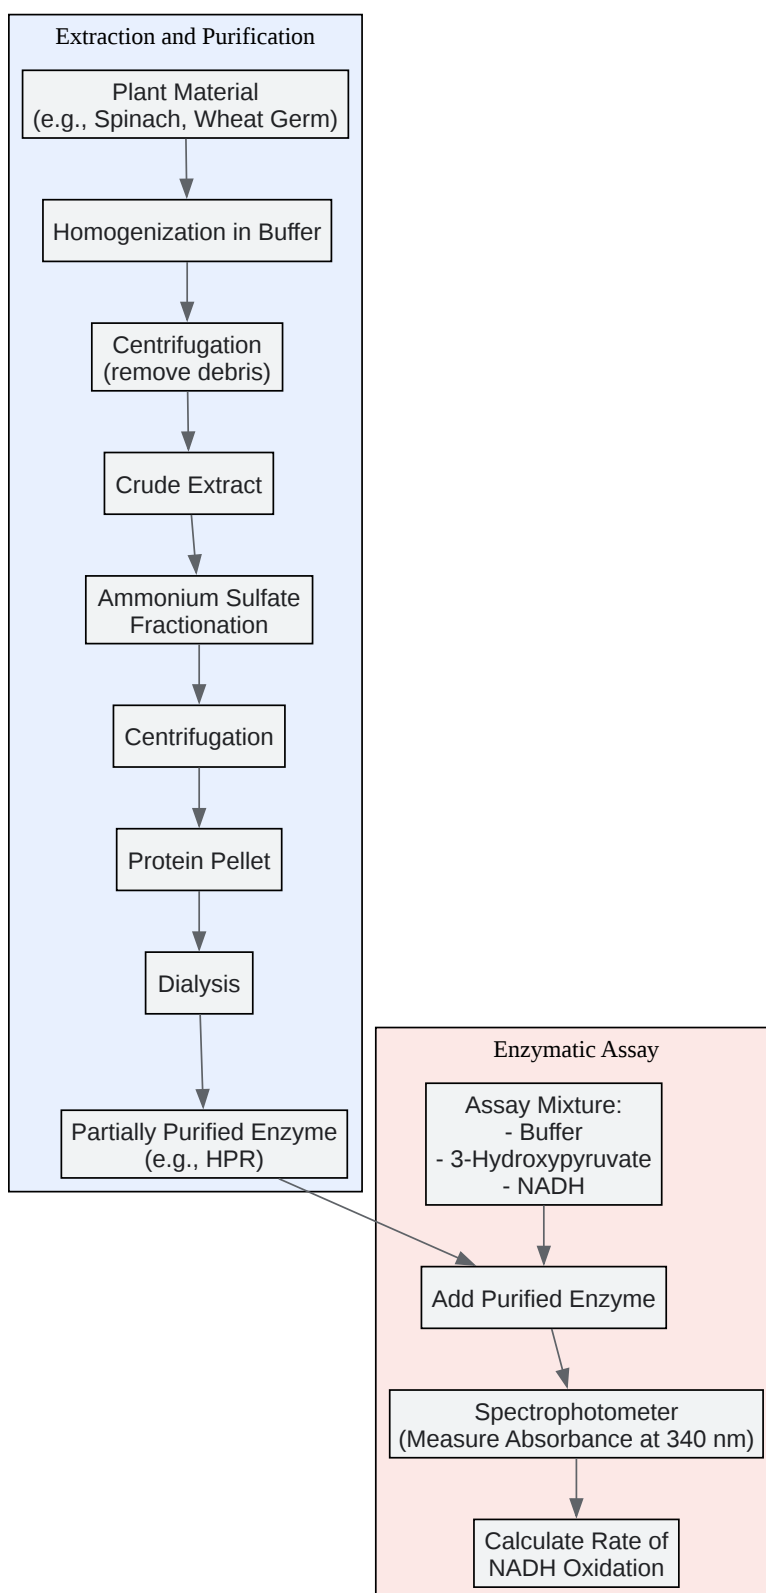 Extraction and Purification
Plant Material
(e.g., Spinach, Wheat Germ)
Homogenization in Buffer
Centrifugation
(remove debris)
Crude Extract
Ammonium Sulfate
Fractionation
Centrifugation
Protein Pellet
Dialysis
Partially Purified Enzyme
(e.g., HPR)
Enzymatic Assay
Assay Mixture:
- Buffer
- 3-Hydroxypyruvate
- NADH
Add Purified Enzyme
Spectrophotometer
(Measure Absorbance at 340 nm)
Calculate Rate of
NADH Oxidation